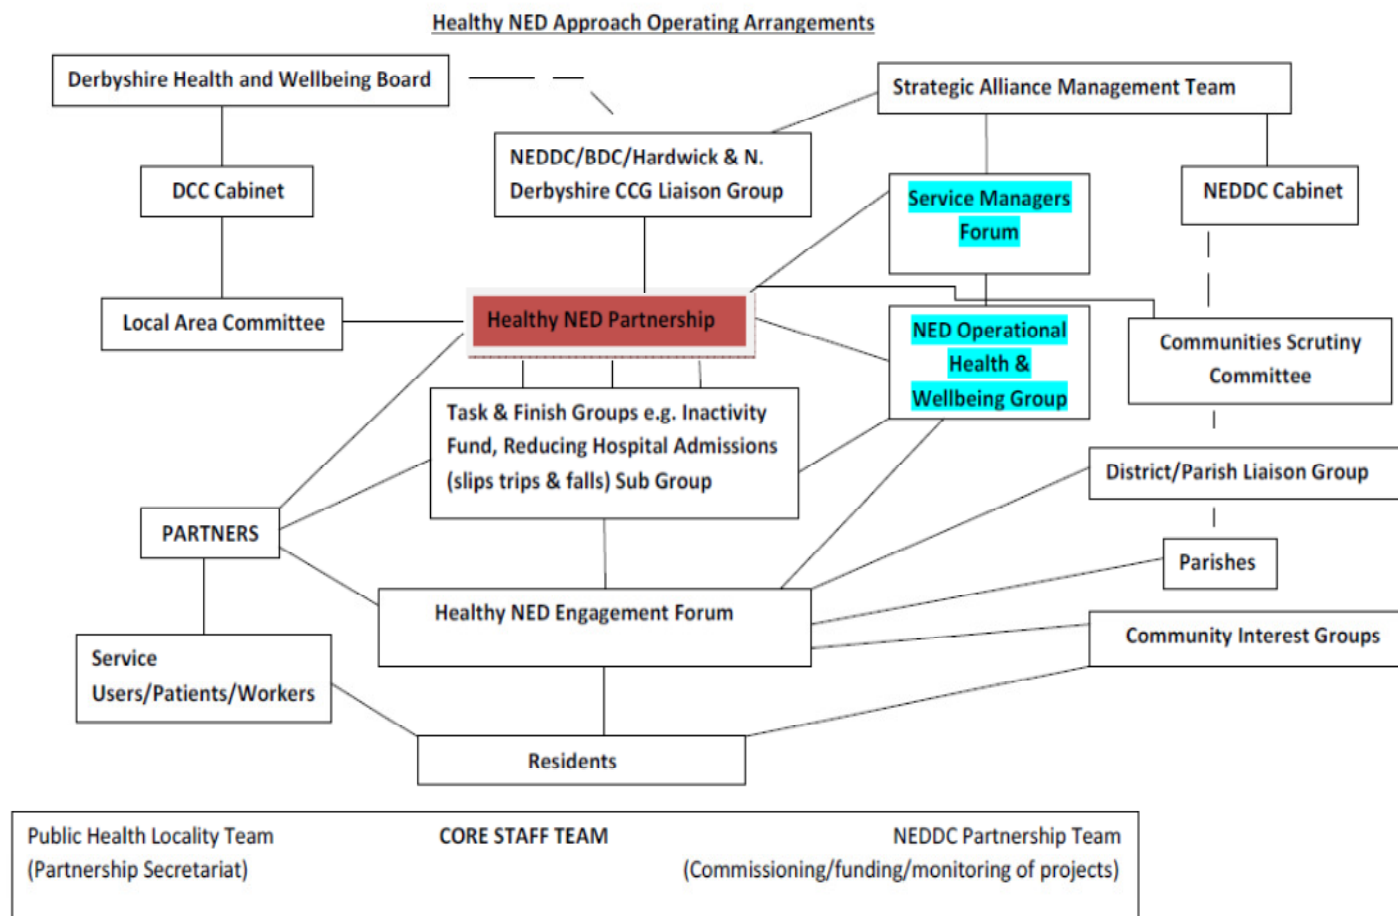 Healthy NED Approach Operating Arrangements
Derbyshire Health and Wellbeing Board
Strategic Alliance Management Team
NEDDC/BDC/Hardwick & N.
Derbyshire CCG Liaison Group
DCC Cabinet
Service Managers
Forum
NEDDC Cabinet
Local Area Committee
Healthy NED Partnership
NED Operational
Health &
Wellbeing Group
Communities Scrutiny
Committee
Task & Finish Groups e.g. Inactivity
Fund, Reducing Hospital Admissions
(slips trips & falls) Sub Group
District/Parish Liaison Group
PARTNERS
Parishes
Healthy NED Engagement Forum
Community Interest Groups
Service
Users/Patients/Workers
Residents
Public Health Locality Team
(Partnership Secretariat)
CORE STAFF TEAM
NEDDC Partnership Team
(Commissioning/funding/monitoring of projects)